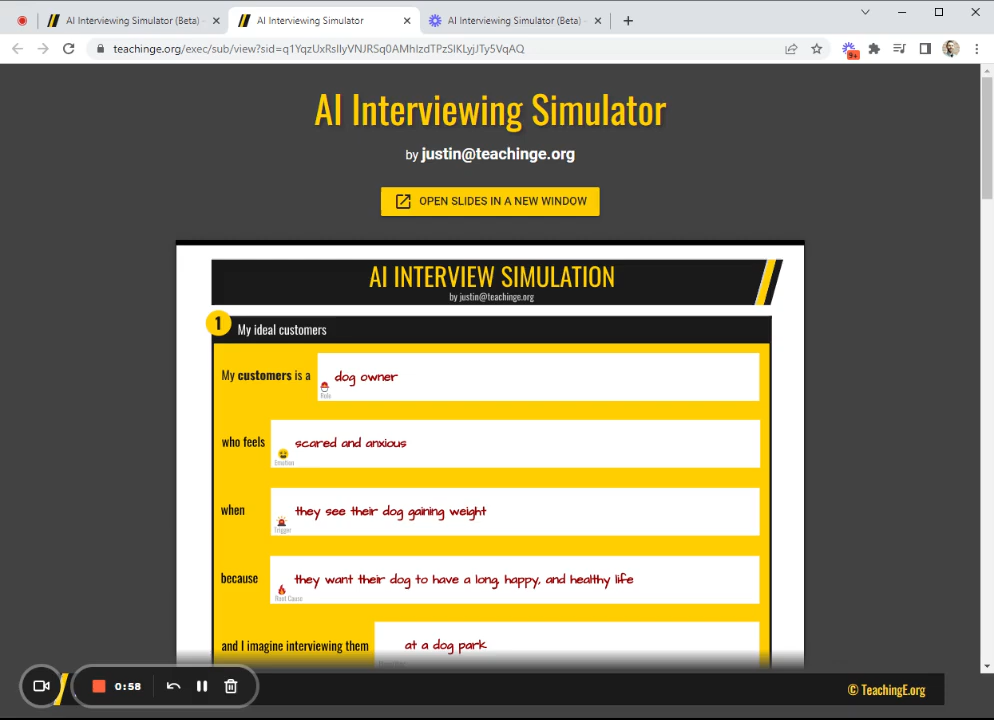 AI Interviewing Simulator (Beta)
AI Interviewing Simulator
AI Interviewing Simulator (Beta)
teachinge.org/exec/sub/view?sid=q1YqzUxRslIyVNJRSq0AMhIzdTPzSIKLyjJTy5VqAQ
9+
AI Interviewing Simulator
by justin@teachinge.org
OPEN SLIDES IN A NEW WINDOW
AI INTERVIEW SIMULATION
by justin@teachinge.org
1 My ideal customers
My customers is a dog owner
Role
who feels scared and anxious
Emotion
when they see their dog gaining weight
Trigger
because they want their dog to have a long, happy, and healthy life
Root Cause
and I imagine interviewing them at a dog park
0:58
© TeachingE.org